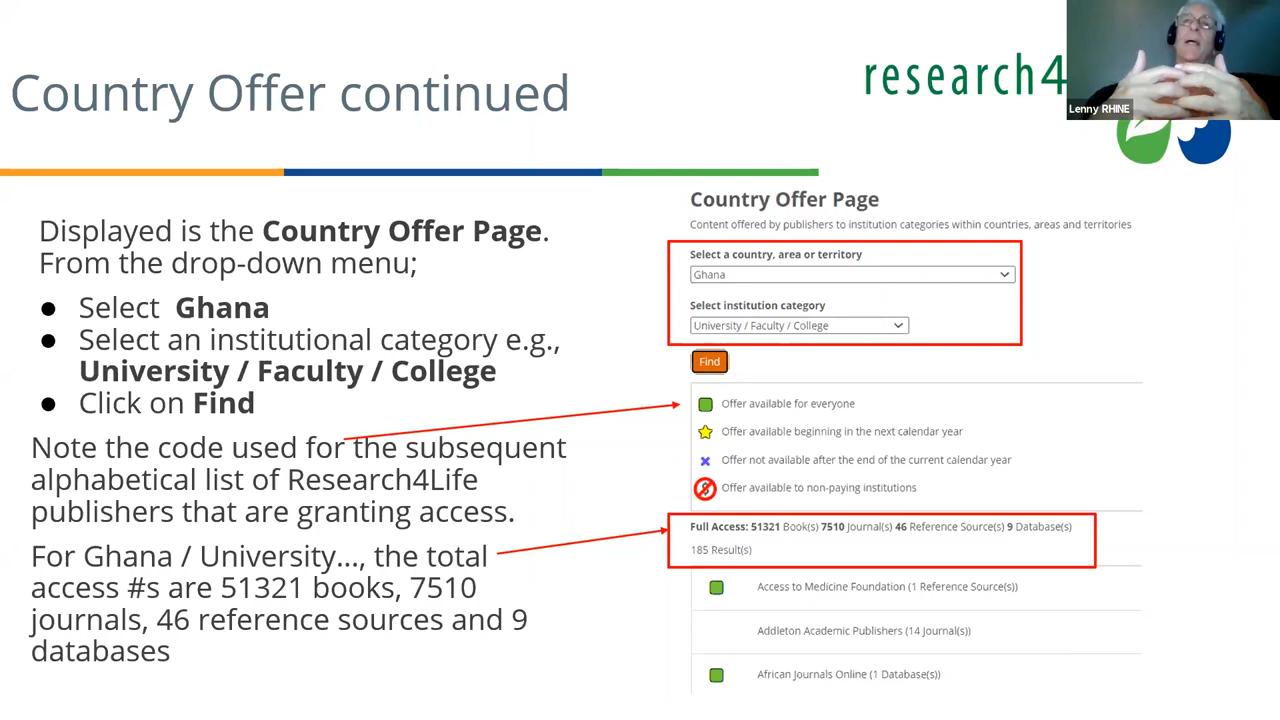 Country Offer continued
research4
Lenny RHINE
Displayed is the Country Offer Page.
From the drop-down menu;
● Select Ghana
● Select an institutional category e.g.,
University / Faculty / College
● Click on Find
Note the code used for the subsequent
alphabetical list of Research4Life
publishers that are granting access.
For Ghana / University…, the total
access #s are 51321 books, 7510
journals, 46 reference sources and 9
databases
Country Offer Page
Content offered by publishers to institution categories within countries, areas and territories
Select a country, area or territory
Ghana
Select institution category
University / Faculty / College
Find
Offer available for everyone
Offer available beginning in the next calendar year
Offer not available after the end of the current calendar year
Offer available to non-paying institutions
Full Access: 51321 Book(s) 7510 Journal(s) 46 Reference Source(s) 9 Database(s)
185 Result(s)
Access to Medicine Foundation (1 Reference Source(s))
Addleton Academic Publishers (14 Journal(s))
African Journals Online (1 Database(s))